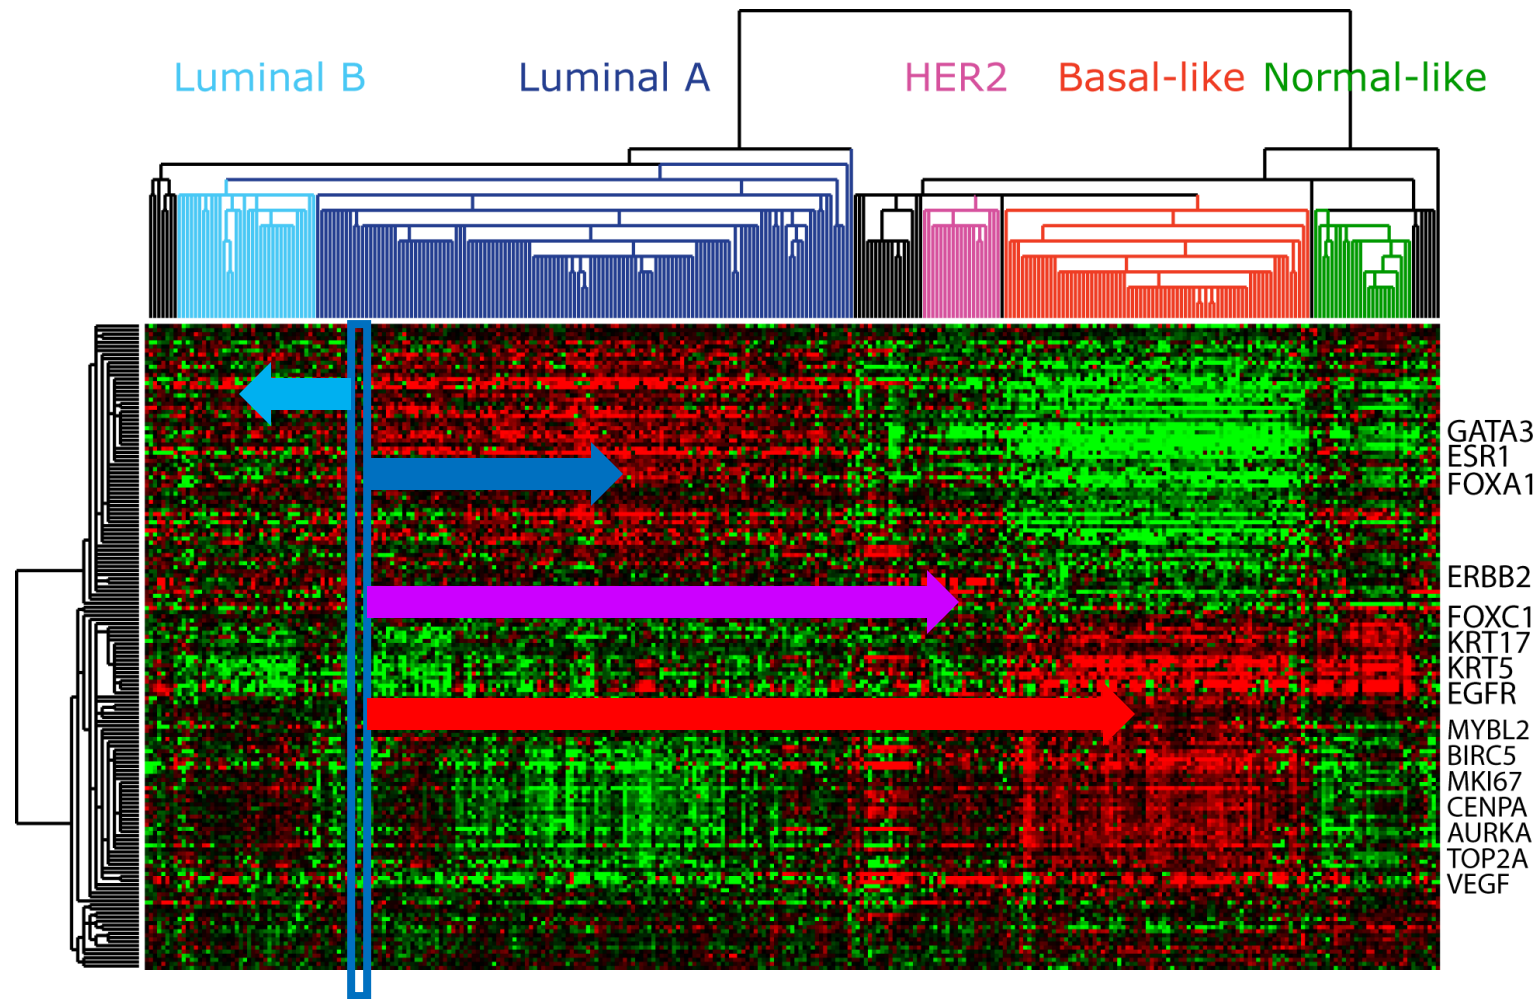 Luminal B
Luminal A
HER2
Basal-like
Normal-like
GATA3
ESR1
FOXA1
ERBB2
FOXC1
KRT17
KRT5
EGFR
MYBL2
BIRC5
MKI67
CENPA
AURKA
TOP2A
VEGF